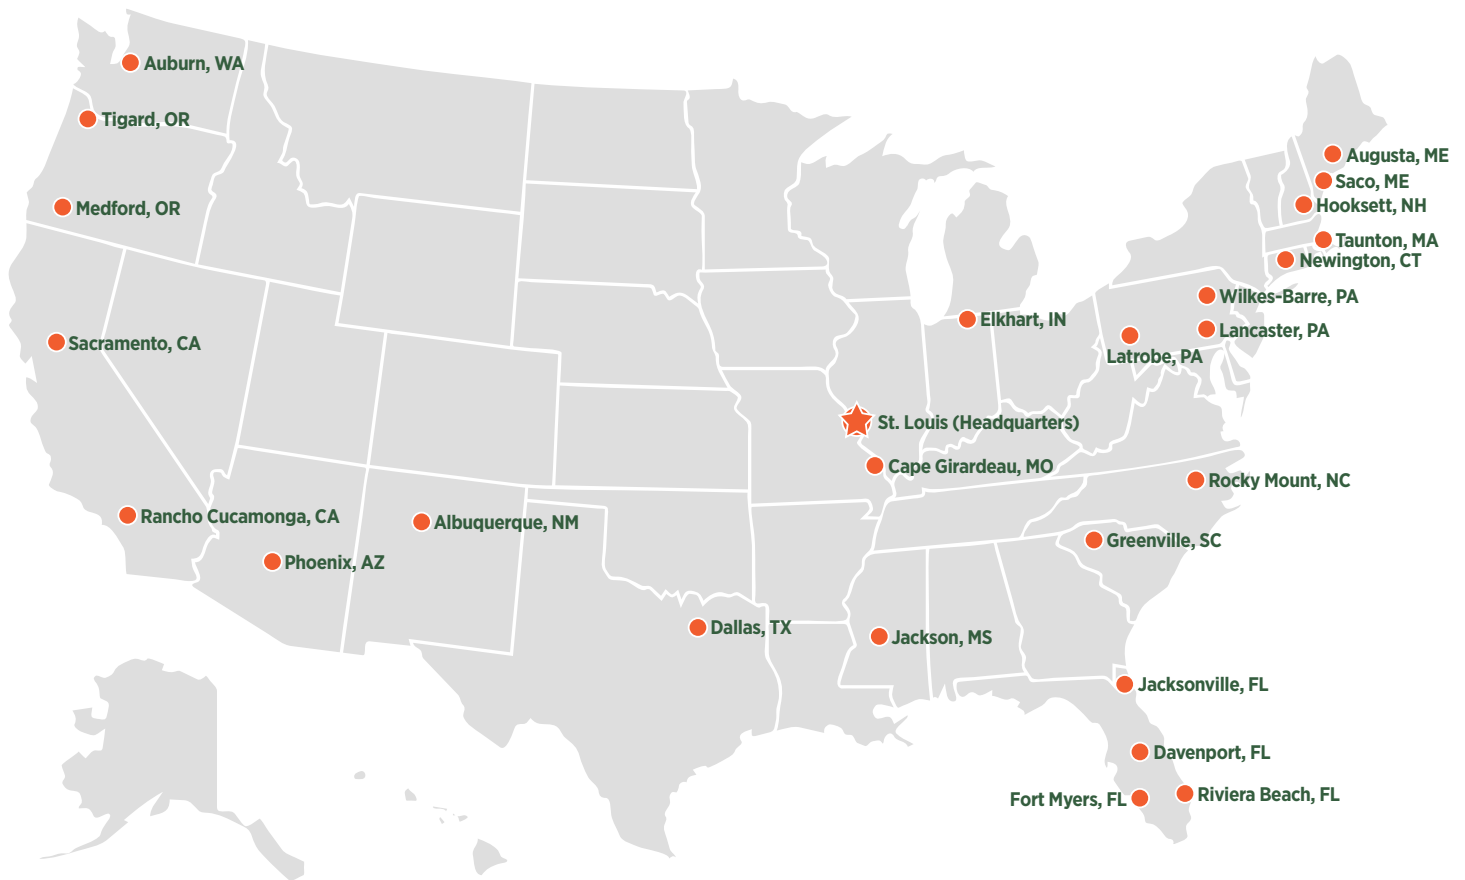 Auburn, WA
Tigard, OR
Augusta, ME
Saco, ME
Hooksett, NH
Medford, OR
Taunton, MA
Newington, CT
Wilkes-Barre, PA
Elkhart, IN
Lancaster, PA
Sacramento, CA
Latrobe, PA
St. Louis (Headquarters)
Cape Girardeau, MO
Rocky Mount, NC
Rancho Cucamonga, CA
Albuquerque, NM
Greenville, SC
Phoenix, AZ
Dallas, TX
Jackson, MS
Jacksonville, FL
Davenport, FL
Fort Myers, FL
Riviera Beach, FL